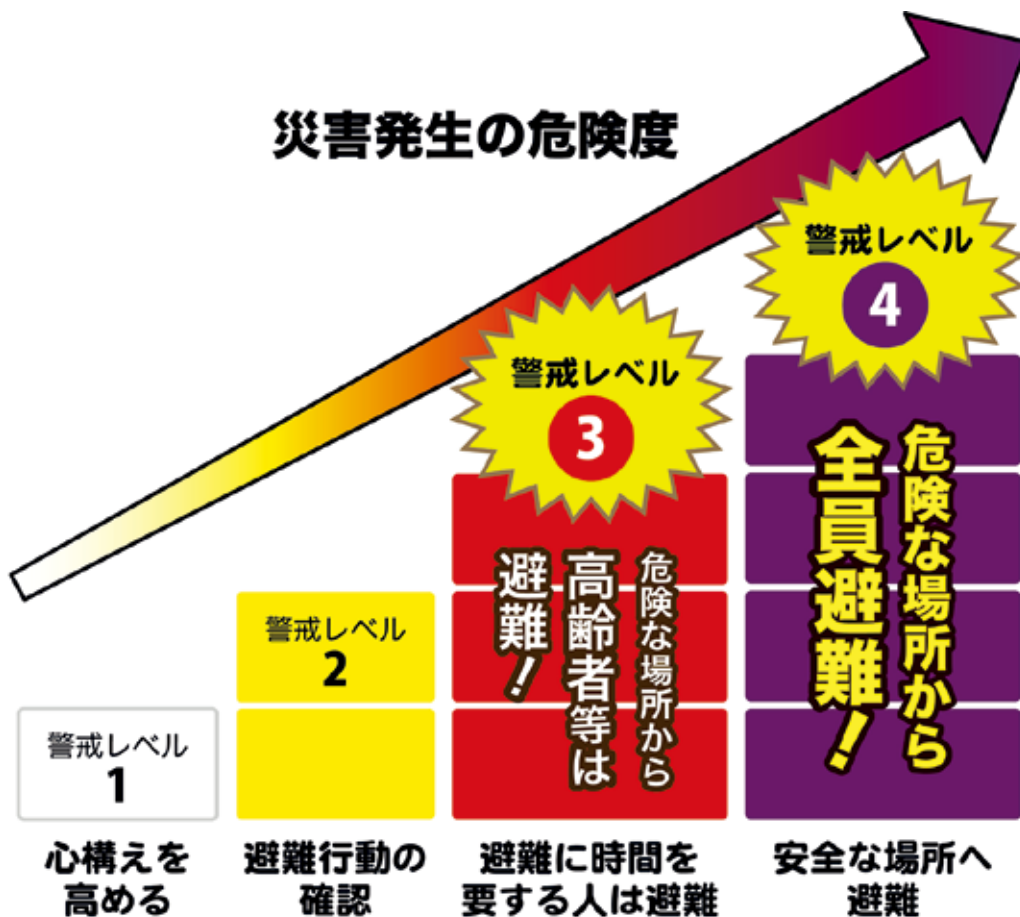 災害発生の危険度
警戒レベル
1
心構えを
高める
警戒レベル
2
避難行動の
確認
警戒レベル
3
危険な場所から
高齢者等は
避難！
避難に時間を
要する人は避難
警戒レベル
4
危険な場所から
全員避難！
安全な場所へ
避難